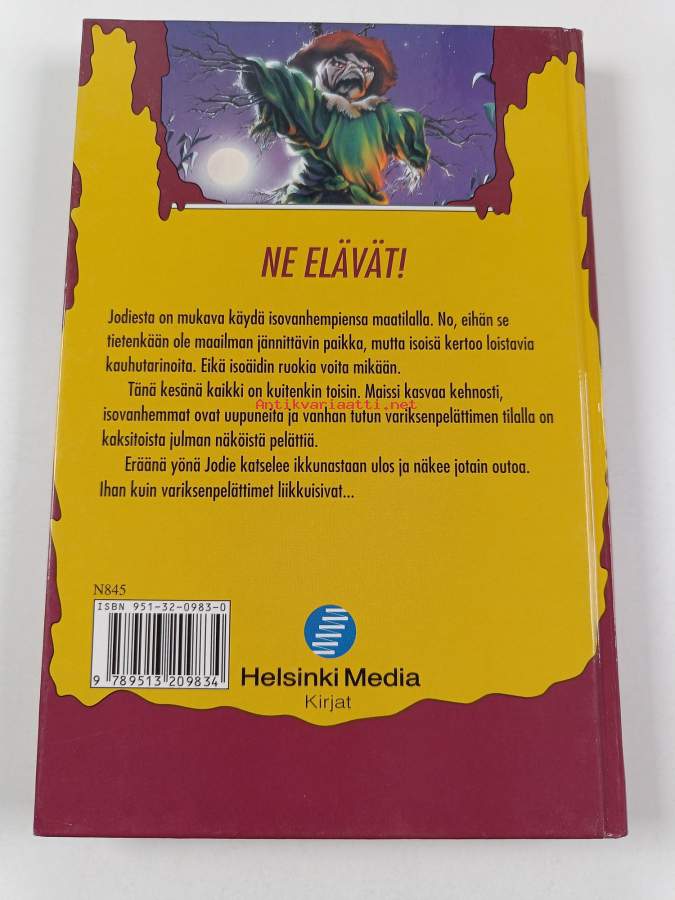 NE ELÄVÄT!
Jodiesta on mukava käydä isovanhempiensa maatilalla. No, eihän se
tietenkään ole maailman jännittävin paikka, mutta isoisä kertoo loistavia
kauhutarinoita. Eikä isoäidin ruokia voita mikään.
Tänä kesänä kaikki on kuitenkin toisin. Maissi kasvaa kehnosti,
Antikvariaatti.net
isovanhemmat ovat uupuneita ja vanhan tutun variksenpelättimen tilalla on
kaksitoista julman näköistä pelättiä.
Eräänä yönä Jodie katselee ikkunastaan ulos ja näkee jotain outoa.
Ihan kuin variksenpelättimet liikkuisivat...
N845
ISBN 951-32-0983-0
9 789513 209834
Helsinki Media
Kirjat